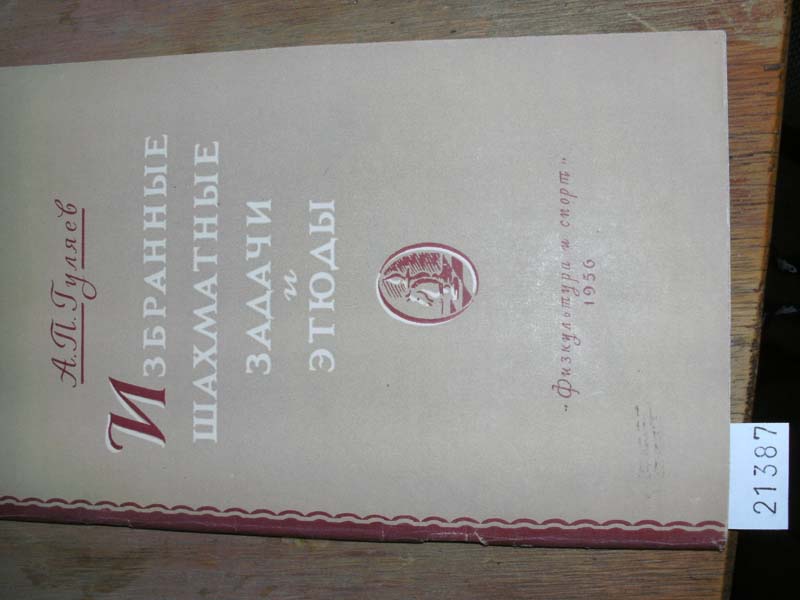 А.П.Гуляев
ИЗБРАННЫЕ
ШАХМАТНЫЕ
ЗАДАЧИ
и
ЭТЮДЫ
„Физкультура и спорт“
1956
21387